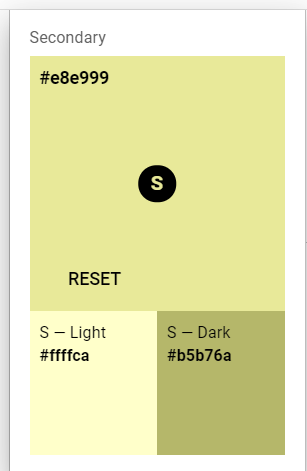 Secondary
#e8e999
S
RESET
S — Light
#ffffca
S — Dark
#b5b76a